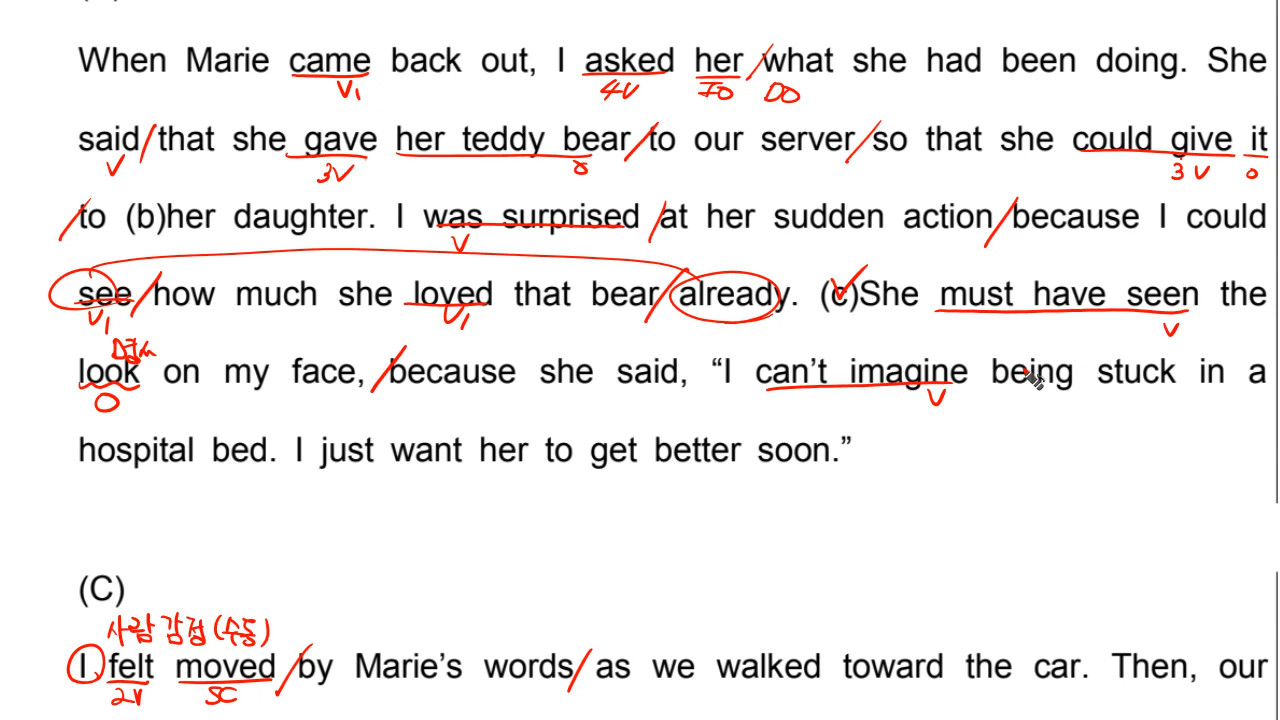 When Marie came back out, I asked her what she had been doing. She
V1 4V IO DO
said that she gave her teddy bear to our server so that she could give it
V 3V o 3V o
to (b)her daughter. I was surprised at her sudden action because I could
V
see how much she loved that bear already. (c)She must have seen the
V1 V1 V
명사
look on my face, because she said, “I can’t imagine being stuck in a
O V
hospital bed. I just want her to get better soon.”
(C)
사람 감정(수동)
I felt moved by Marie’s words as we walked toward the car. Then, our
2V SC